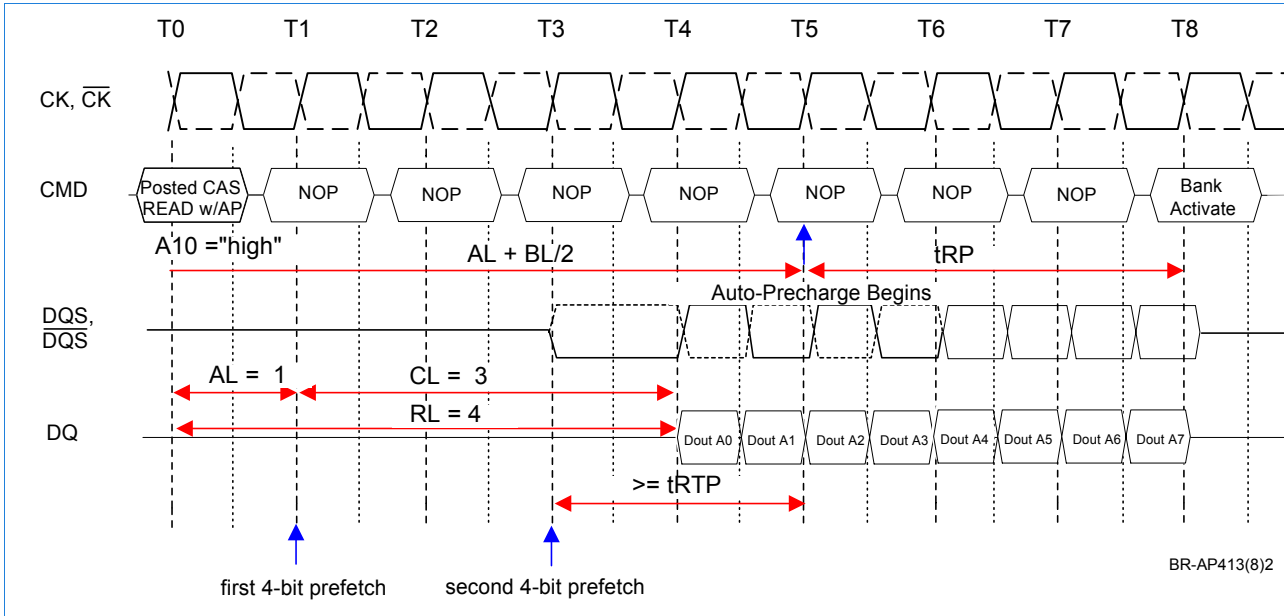 T0 T1 T2 T3 T4 T5 T6 T7 T8
CK, CK
CMD
Posted CAS
READ w/AP
NOP NOP NOP NOP NOP NOP NOP
Bank
Activate
A10 ="high"
AL + BL/2
tRP
Auto-Precharge Begins
DQS,
DQS
AL = 1
CL = 3
RL = 4
DQ
Dout A0 Dout A1 Dout A2 Dout A3 Dout A4 Dout A5 Dout A6 Dout A7
>= tRTP
first 4-bit prefetch
second 4-bit prefetch
BR-AP413(8)2